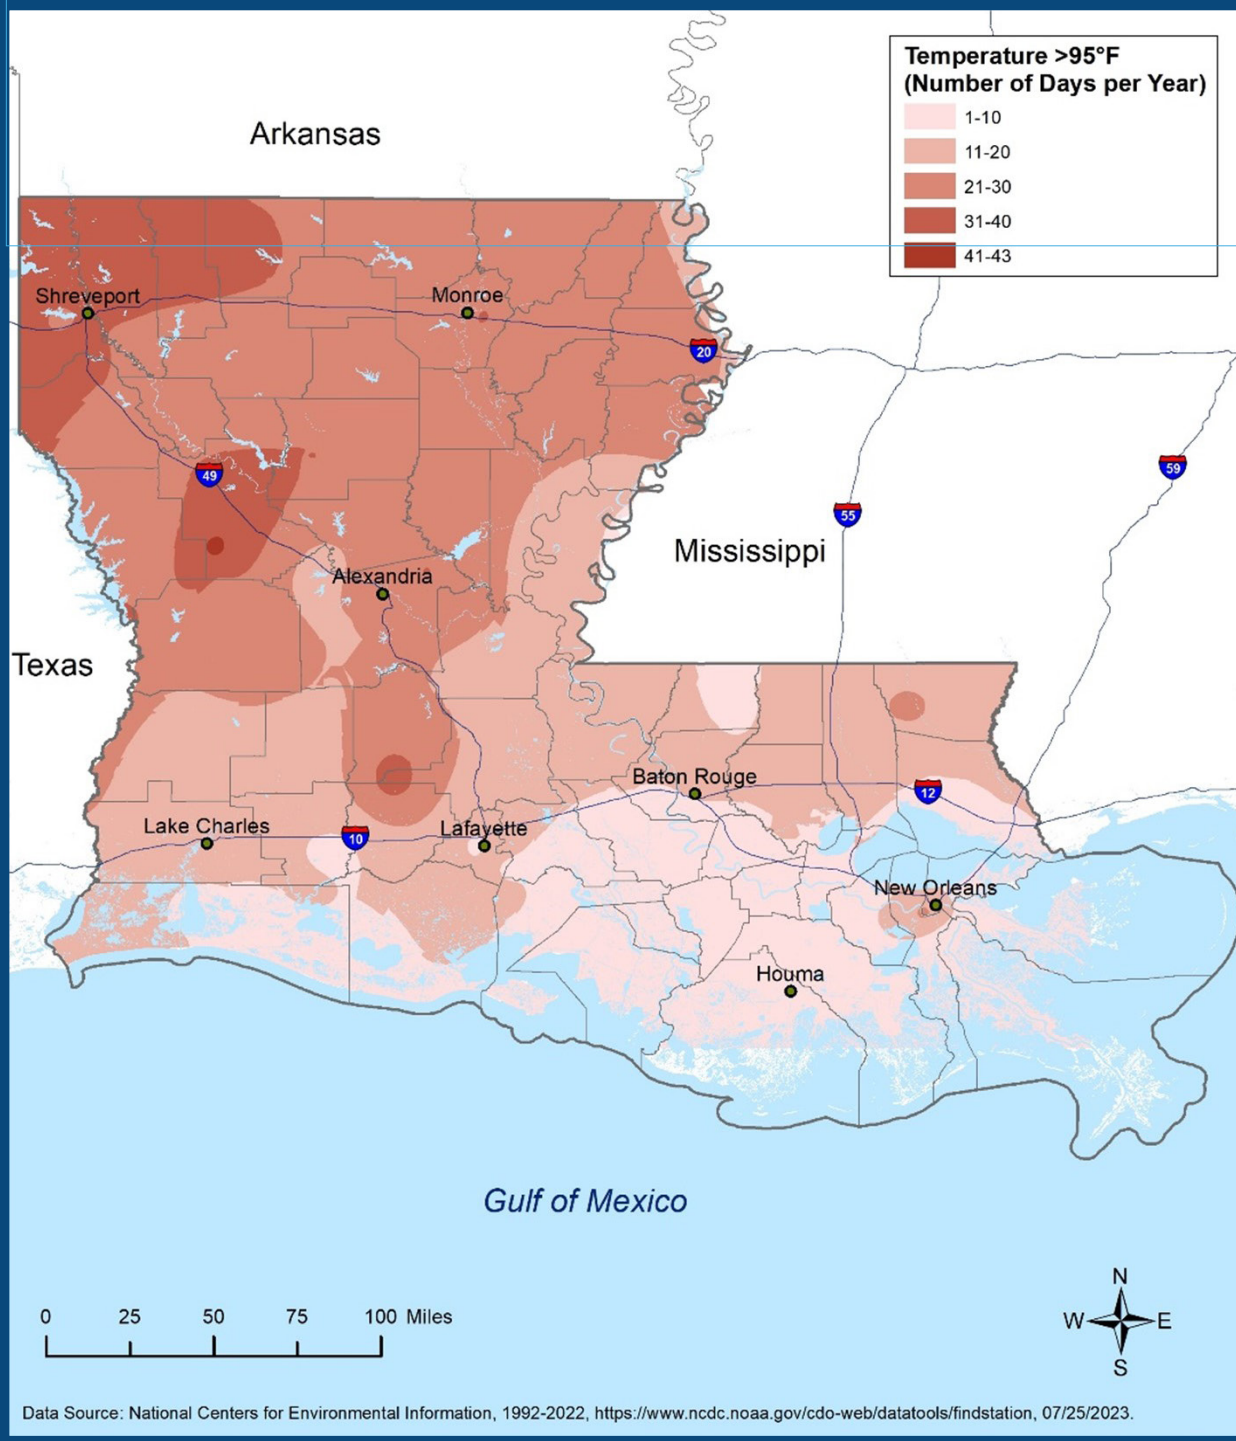 Temperature >95°F
(Number of Days per Year)
1-10
11-20
21-30
31-40
41-43
Arkansas
Shreveport
Monroe
20
49
59
55
Mississippi
Alexandria
Texas
Baton Rouge
12
Lake Charles
10
Lafayette
New Orleans
Houma
Gulf of Mexico
N
W E
S
0 25 50 75 100 Miles
Data Source: National Centers for Environmental Information, 1992-2022, https://www.ncdc.noaa.gov/cdo-web/datatools/findstation, 07/25/2023.